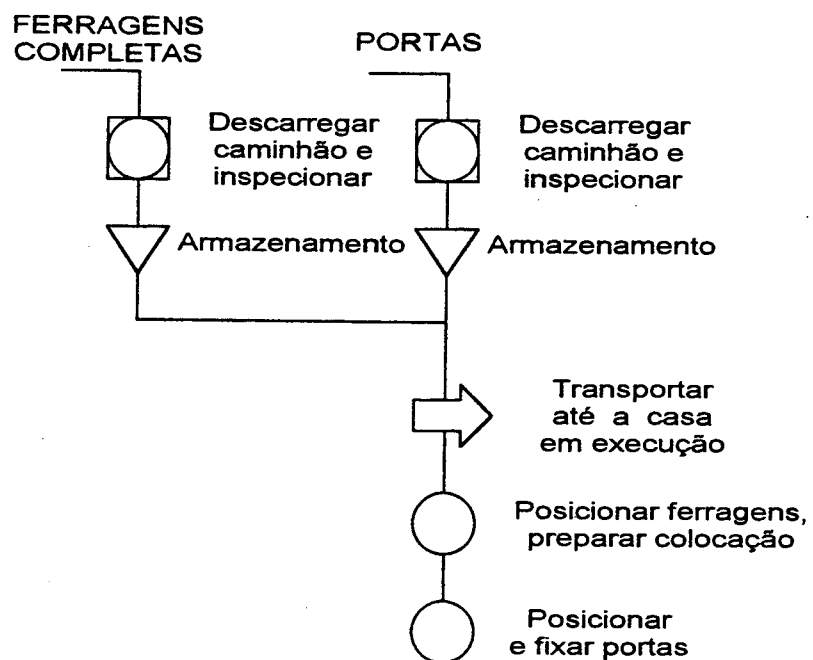 FERRAGENS
COMPLETAS
PORTAS
Descarregar
caminhão e
inspecionar
Descarregar
caminhão e
inspecionar
Armazenamento
Armazenamento
Transportar
até a casa
em execução
Posicionar ferragens,
preparar colocação
Posicionar
e fixar portas